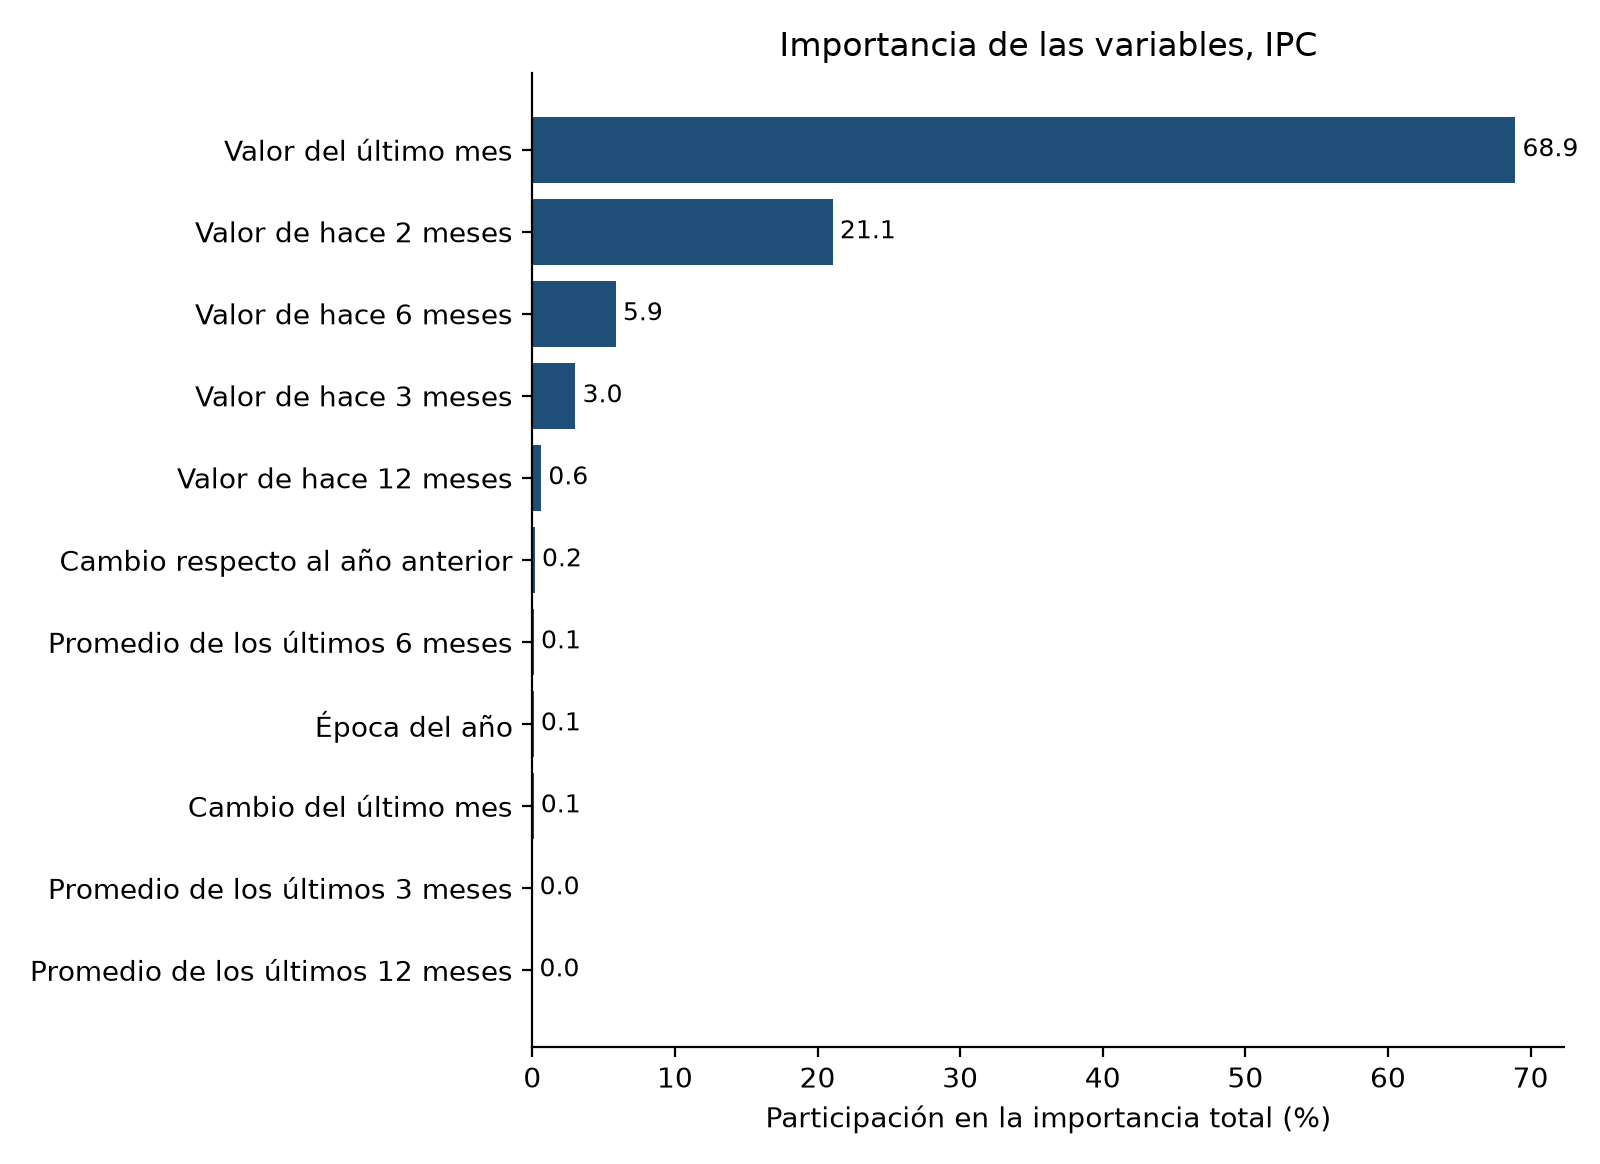 Importancia de las variables, IPC
Valor del último mes 68.9
Valor de hace 2 meses 21.1
Valor de hace 6 meses 5.9
Valor de hace 3 meses 3.0
Valor de hace 12 meses 0.6
Cambio respecto al año anterior 0.2
Promedio de los últimos 6 meses 0.1
Época del año 0.1
Cambio del último mes 0.1
Promedio de los últimos 3 meses 0.0
Promedio de los últimos 12 meses 0.0
0 10 20 30 40 50 60 70
Participación en la importancia total (%)